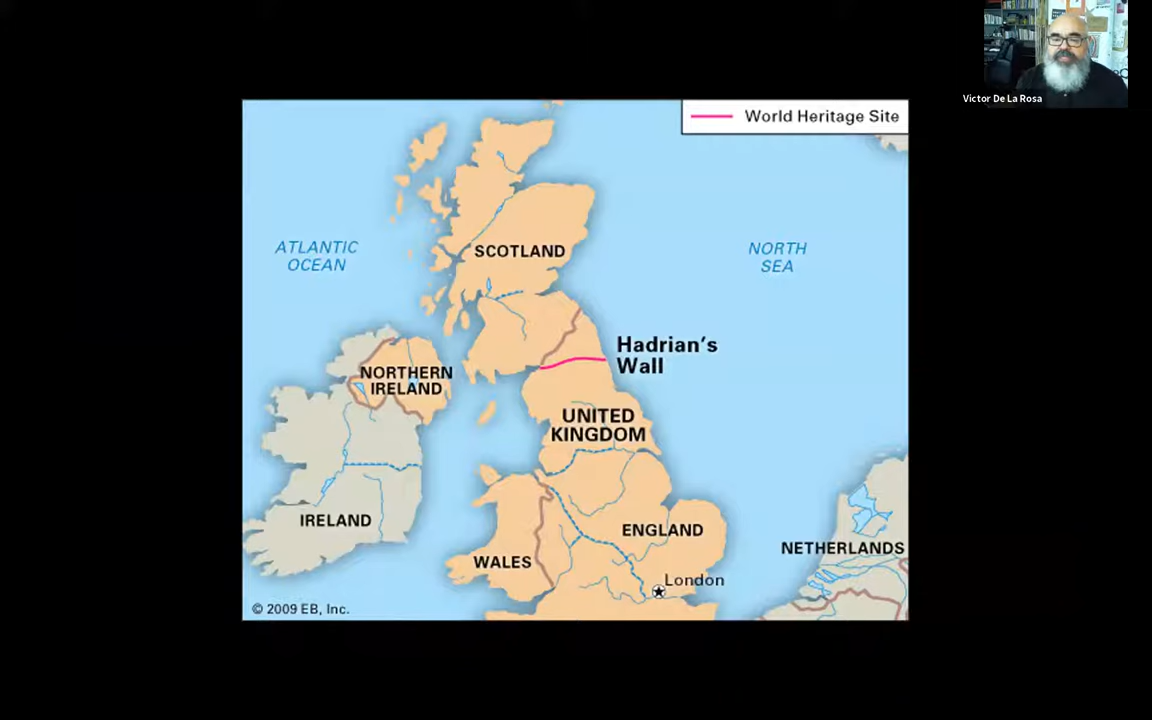 Victor De La Rosa
World Heritage Site
ATLANTIC
OCEAN
NORTH
SEA
SCOTLAND
Hadrian's
Wall
NORTHERN
IRELAND
UNITED
KINGDOM
IRELAND
ENGLAND
NETHERLANDS
WALES
London
© 2009 EB, Inc.